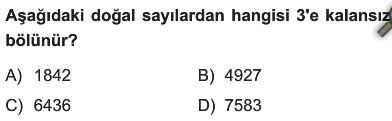 Aşağıdaki doğal sayılardan hangisi 3'e kalansız
bölünür?
A) 1842 B) 4927
C) 6436 D) 7583